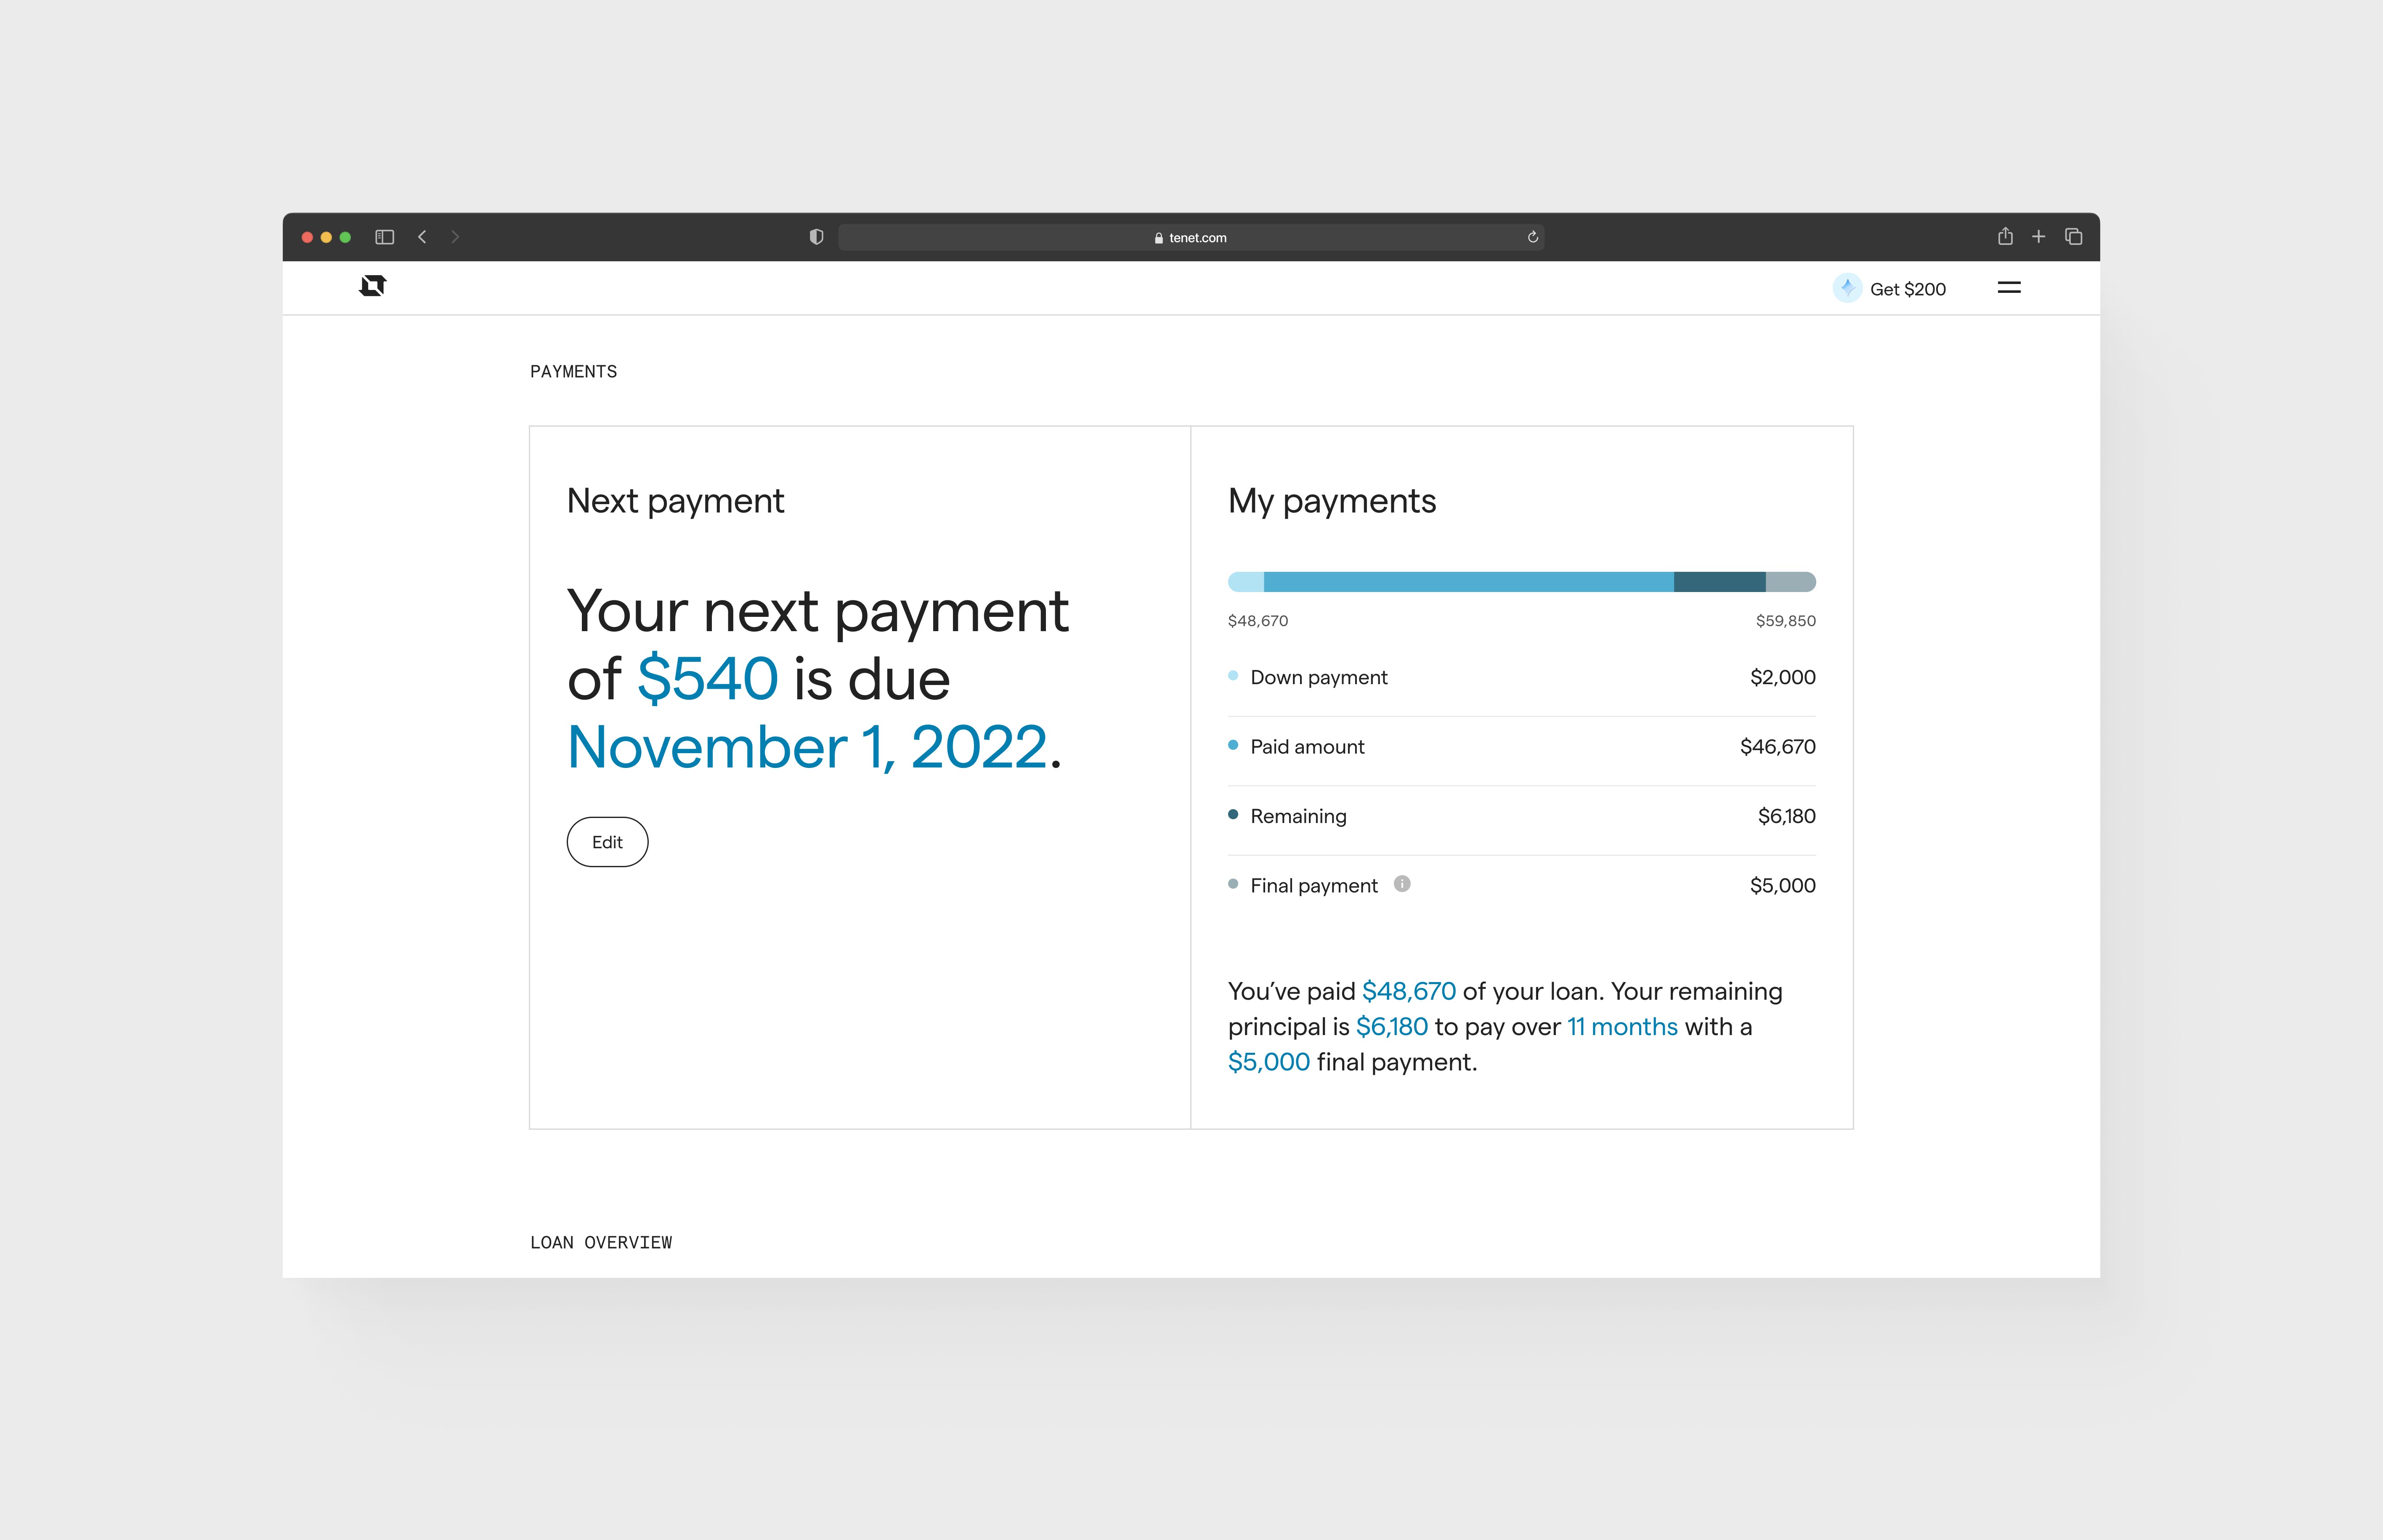 tenet.com
Get $200
PAYMENTS
Next payment
Your next payment
of $540 is due
November 1, 2022.
Edit
My payments
$48,670 $59,850
Down payment $2,000
Paid amount $46,670
Remaining $6,180
Final payment $5,000
You’ve paid $48,670 of your loan. Your remaining
principal is $6,180 to pay over 11 months with a
$5,000 final payment.
LOAN OVERVIEW